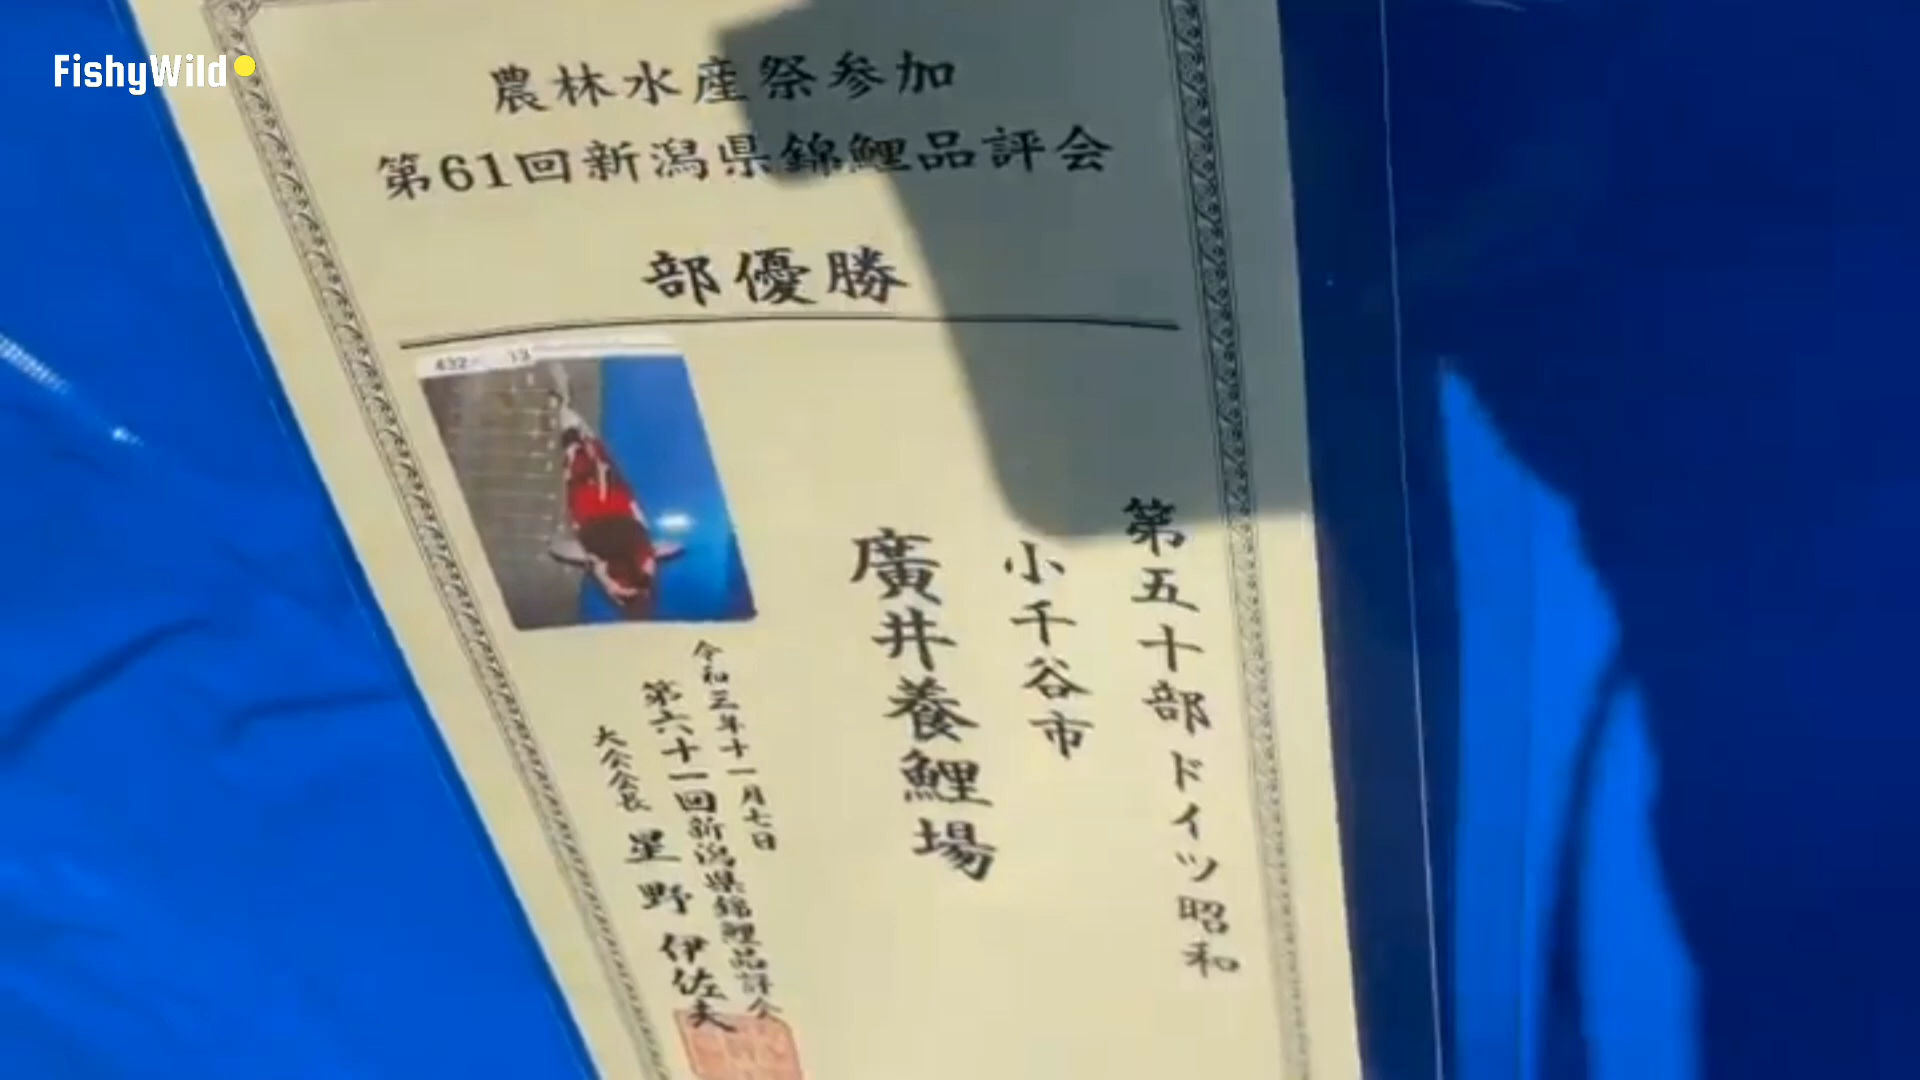 FishyWild
農林水産祭参加
第61回新潟県錦鯉品評会
部優勝
432- 13
第五十部ドイツ昭和
小千谷市
廣井養鯉場
令和三年十一月七日
第六十一回新潟県錦鯉品評会
大会会長 星野伊佐夫